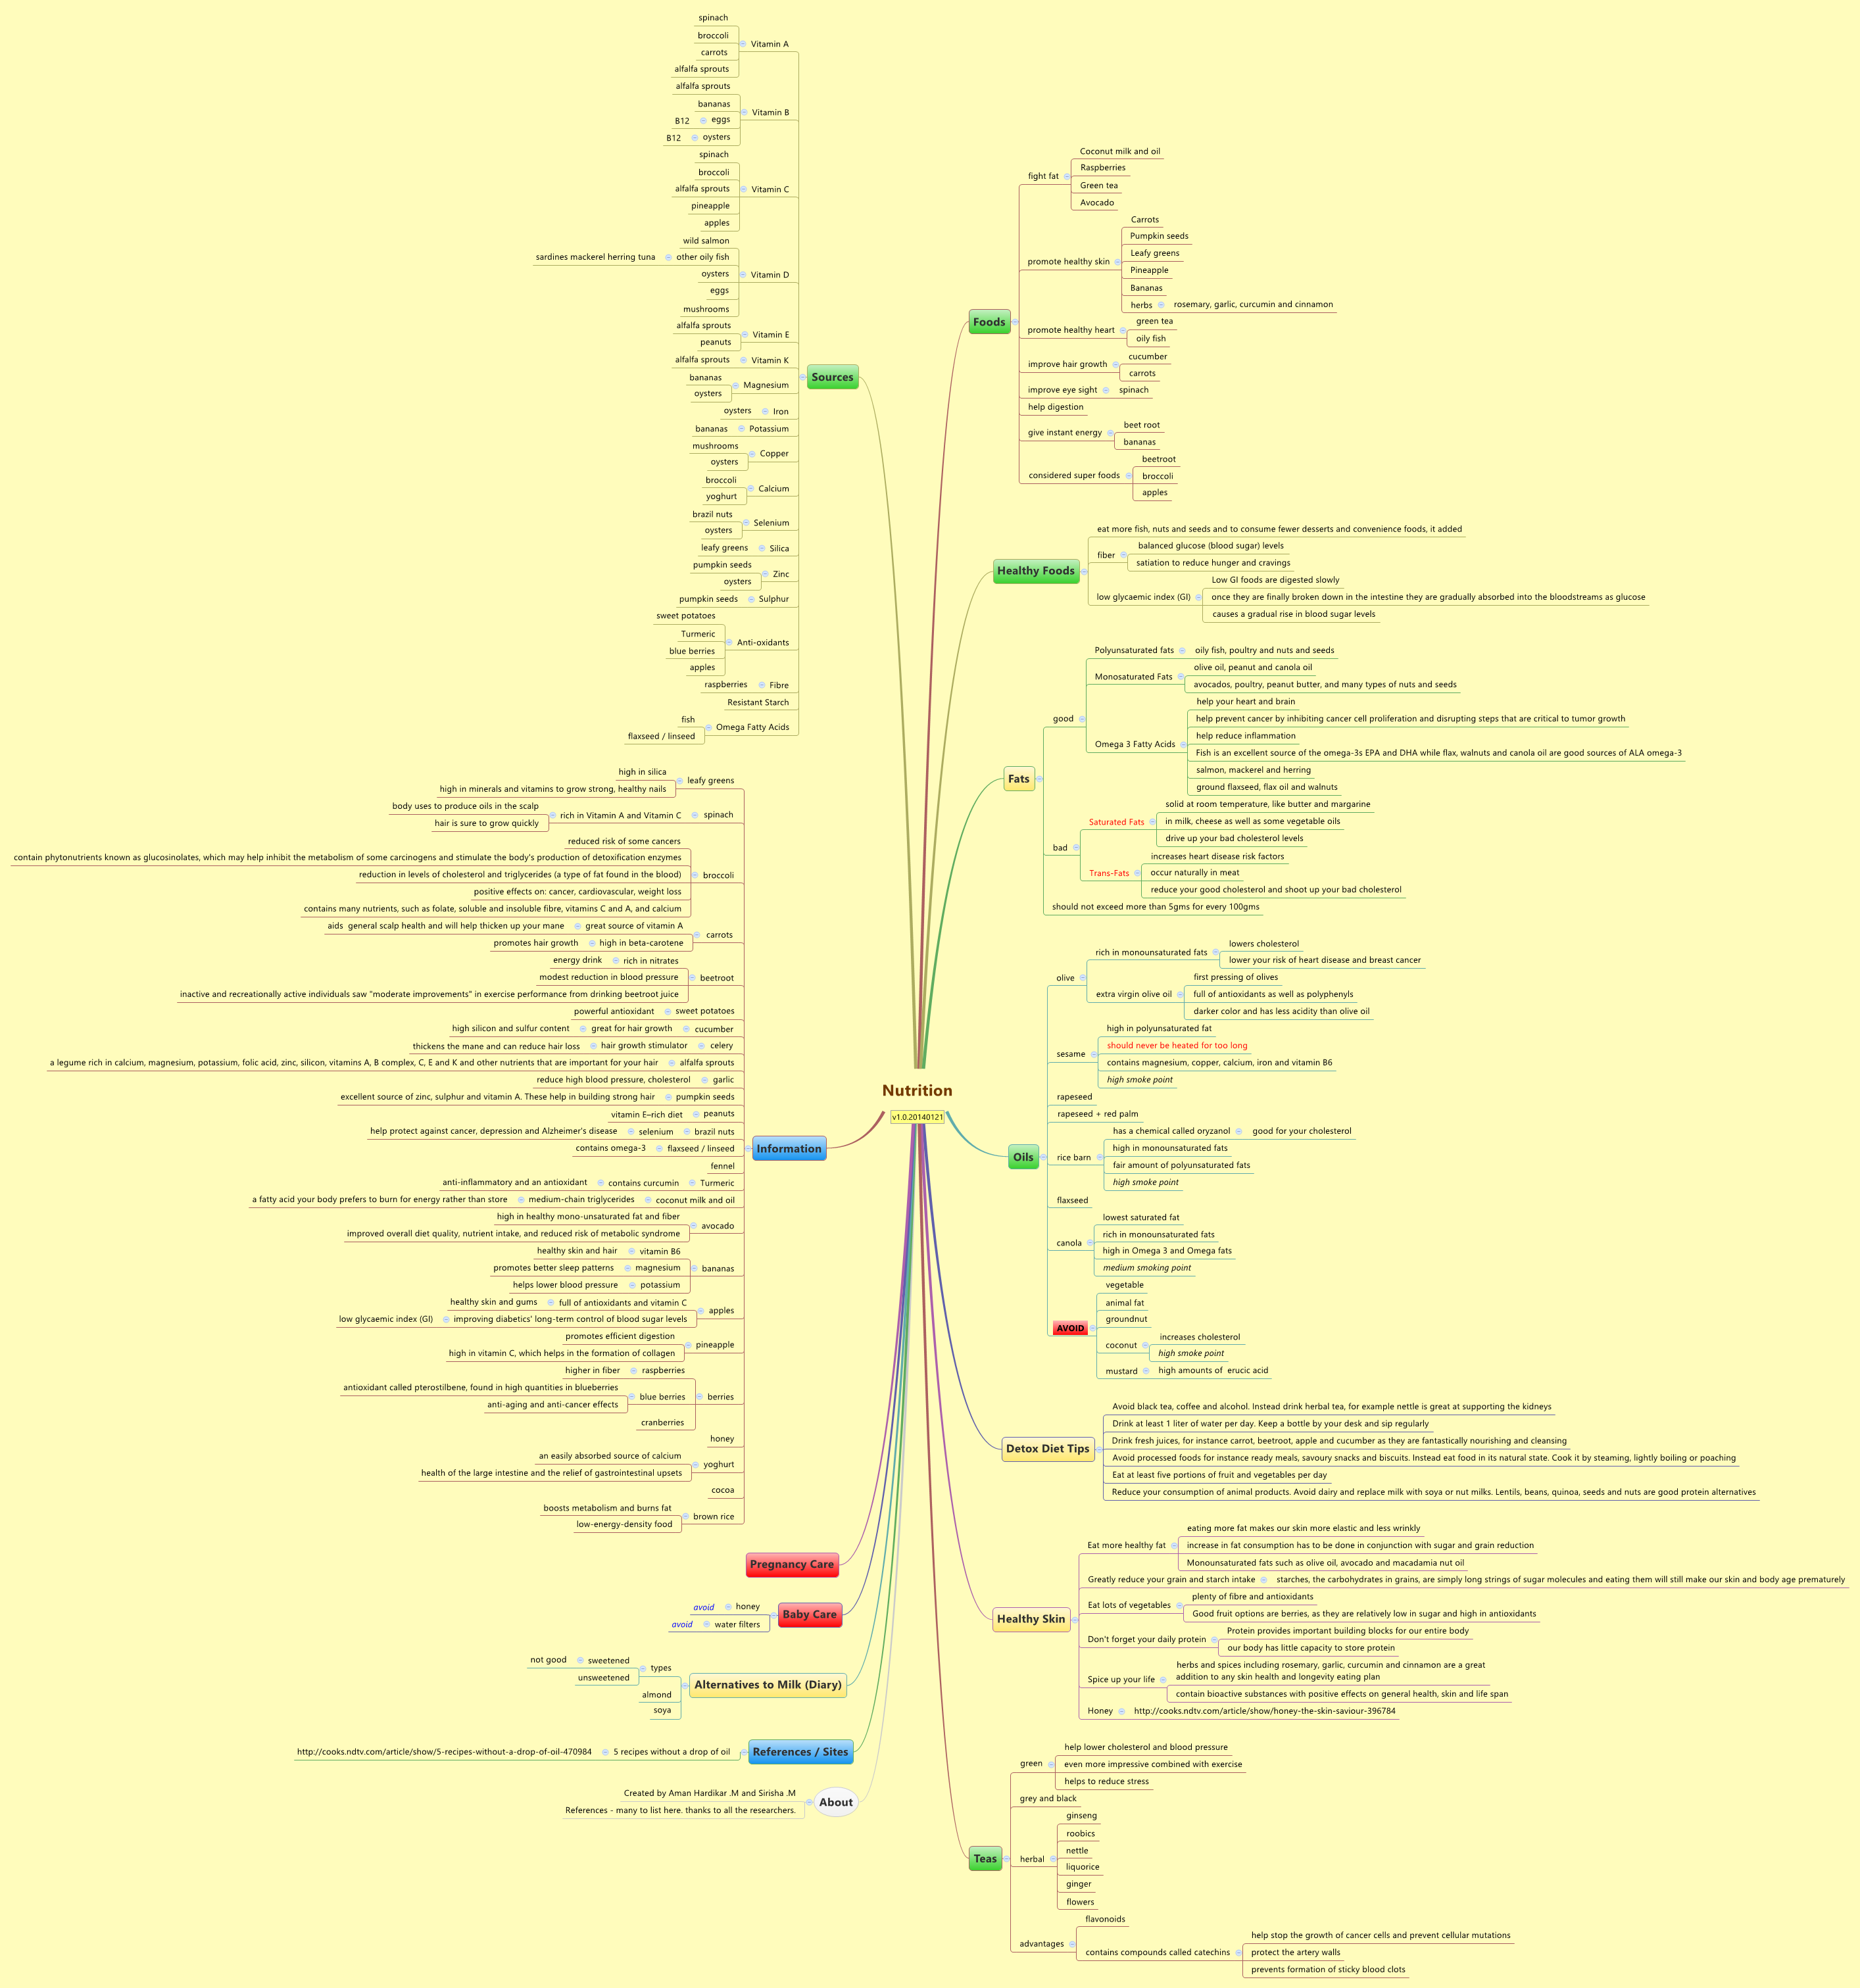 Nutrition
v1.0.20140121
Sources
Vitamin A
spinach
broccoli
carrots
alfalfa sprouts
Vitamin B
alfalfa sprouts
bananas
eggs
B12
oysters
B12
Vitamin C
spinach
broccoli
alfalfa sprouts
pineapple
apples
Vitamin D
wild salmon
other oily fish
sardines mackerel herring tuna
oysters
eggs
mushrooms
Vitamin E
alfalfa sprouts
peanuts
Vitamin K
alfalfa sprouts
Magnesium
bananas
oysters
Iron
oysters
Potassium
bananas
Copper
mushrooms
oysters
Calcium
broccoli
yoghurt
Selenium
brazil nuts
oysters
Silica
leafy greens
Zinc
pumpkin seeds
oysters
Sulphur
pumpkin seeds
Anti-oxidants
sweet potatoes
Turmeric
blue berries
apples
Fibre
raspberries
Resistant Starch
Omega Fatty Acids
fish
flaxseed / linseed
Information
leafy greens
high in silica
high in minerals and vitamins to grow strong, healthy nails
spinach
rich in Vitamin A and Vitamin C
body uses to produce oils in the scalp
hair is sure to grow quickly
broccoli
reduced risk of some cancers
contain phytonutrients known as glucosinolates, which may help inhibit the metabolism of some carcinogens and stimulate the body's production of detoxification enzymes
reduction in levels of cholesterol and triglycerides (a type of fat found in the blood)
positive effects on: cancer, cardiovascular, weight loss
contains many nutrients, such as folate, soluble and insoluble fibre, vitamins C and A, and calcium
carrots
great source of vitamin A
aids  general scalp health and will help thicken up your mane
high in beta-carotene
promotes hair growth
beetroot
rich in nitrates
energy drink
modest reduction in blood pressure
inactive and recreationally active individuals saw "moderate improvements" in exercise performance from drinking beetroot juice
sweet potatoes
powerful antioxidant
cucumber
great for hair growth
high silicon and sulfur content
celery
hair growth stimulator
thickens the mane and can reduce hair loss
alfalfa sprouts
a legume rich in calcium, magnesium, potassium, folic acid, zinc, silicon, vitamins A, B complex, C, E and K and other nutrients that are important for your hair
garlic
reduce high blood pressure, cholesterol
pumpkin seeds
excellent source of zinc, sulphur and vitamin A. These help in building strong hair
peanuts
vitamin E–rich diet
brazil nuts
selenium
help protect against cancer, depression and Alzheimer's disease
flaxseed / linseed
contains omega-3
fennel
Turmeric
contains curcumin
anti-inflammatory and an antioxidant
coconut milk and oil
medium-chain triglycerides
a fatty acid your body prefers to burn for energy rather than store
avocado
high in healthy mono-unsaturated fat and fiber
improved overall diet quality, nutrient intake, and reduced risk of metabolic syndrome
bananas
vitamin B6
healthy skin and hair
magnesium
promotes better sleep patterns
potassium
helps lower blood pressure
apples
full of antioxidants and vitamin C
healthy skin and gums
improving diabetics' long-term control of blood sugar levels
low glycaemic index (GI)
pineapple
promotes efficient digestion
high in vitamin C, which helps in the formation of collagen
berries
raspberries
higher in fiber
blue berries
antioxidant called pterostilbene, found in high quantities in blueberries
anti-aging and anti-cancer effects
cranberries
honey
yoghurt
an easily absorbed source of calcium
health of the large intestine and the relief of gastrointestinal upsets
cocoa
brown rice
boosts metabolism and burns fat
low-energy-density food
Pregnancy Care
Baby Care
honey
avoid
water filters
avoid
Alternatives to Milk (Diary)
types
sweetened
not good
unsweetened
almond
soya
References / Sites
5 recipes without a drop of oil
http://cooks.ndtv.com/article/show/5-recipes-without-a-drop-of-oil-470984
About
Created by Aman Hardikar .M and Sirisha .M
References - many to list here. thanks to all the researchers.
Foods
fight fat
Coconut milk and oil
Raspberries
Green tea
Avocado
promote healthy skin
Carrots
Pumpkin seeds
Leafy greens
Pineapple
Bananas
herbs
rosemary, garlic, curcumin and cinnamon
promote healthy heart
green tea
oily fish
improve hair growth
cucumber
carrots
improve eye sight
spinach
help digestion
give instant energy
beet root
bananas
considered super foods
beetroot
broccoli
apples
Healthy Foods
eat more fish, nuts and seeds and to consume fewer desserts and convenience foods, it added
fiber
balanced glucose (blood sugar) levels
satiation to reduce hunger and cravings
low glycaemic index (GI)
Low GI foods are digested slowly
once they are finally broken down in the intestine they are gradually absorbed into the bloodstreams as glucose
causes a gradual rise in blood sugar levels
Fats
good
Polyunsaturated fats
oily fish, poultry and nuts and seeds
Monosaturated Fats
olive oil, peanut and canola oil
avocados, poultry, peanut butter, and many types of nuts and seeds
Omega 3 Fatty Acids
help your heart and brain
help prevent cancer by inhibiting cancer cell proliferation and disrupting steps that are critical to tumor growth
help reduce inflammation
Fish is an excellent source of the omega-3s EPA and DHA while flax, walnuts and canola oil are good sources of ALA omega-3
salmon, mackerel and herring
ground flaxseed, flax oil and walnuts
bad
Saturated Fats
solid at room temperature, like butter and margarine
in milk, cheese as well as some vegetable oils
drive up your bad cholesterol levels
Trans-Fats
increases heart disease risk factors
occur naturally in meat
reduce your good cholesterol and shoot up your bad cholesterol
should not exceed more than 5gms for every 100gms
Oils
olive
rich in monounsaturated fats
lowers cholesterol
lower your risk of heart disease and breast cancer
extra virgin olive oil
first pressing of olives
full of antioxidants as well as polyphenyls
darker color and has less acidity than olive oil
sesame
high in polyunsaturated fat
should never be heated for too long
contains magnesium, copper, calcium, iron and vitamin B6
high smoke point
rapeseed
rapeseed + red palm
rice barn
has a chemical called oryzanol
good for your cholesterol
high in monounsaturated fats
fair amount of polyunsaturated fats
high smoke point
flaxseed
canola
lowest saturated fat
rich in monounsaturated fats
high in Omega 3 and Omega fats
medium smoking point
AVOID
vegetable
animal fat
groundnut
coconut
increases cholesterol
high smoke point
mustard
high amounts of  erucic acid
Detox Diet Tips
Avoid black tea, coffee and alcohol. Instead drink herbal tea, for example nettle is great at supporting the kidneys
Drink at least 1 liter of water per day. Keep a bottle by your desk and sip regularly
Drink fresh juices, for instance carrot, beetroot, apple and cucumber as they are fantastically nourishing and cleansing
Avoid processed foods for instance ready meals, savoury snacks and biscuits. Instead eat food in its natural state. Cook it by steaming, lightly boiling or poaching
Eat at least five portions of fruit and vegetables per day
Reduce your consumption of animal products. Avoid dairy and replace milk with soya or nut milks. Lentils, beans, quinoa, seeds and nuts are good protein alternatives
Healthy Skin
Eat more healthy fat
eating more fat makes our skin more elastic and less wrinkly
increase in fat consumption has to be done in conjunction with sugar and grain reduction
Monounsaturated fats such as olive oil, avocado and macadamia nut oil
Greatly reduce your grain and starch intake
starches, the carbohydrates in grains, are simply long strings of sugar molecules and eating them will still make our skin and body age prematurely
Eat lots of vegetables
plenty of fibre and antioxidants
Good fruit options are berries, as they are relatively low in sugar and high in antioxidants
Don't forget your daily protein
Protein provides important building blocks for our entire body
our body has little capacity to store protein
Spice up your life
herbs and spices including rosemary, garlic, curcumin and cinnamon are a great
addition to any skin health and longevity eating plan
contain bioactive substances with positive effects on general health, skin and life span
Honey
http://cooks.ndtv.com/article/show/honey-the-skin-saviour-396784
Teas
green
help lower cholesterol and blood pressure
even more impressive combined with exercise
helps to reduce stress
grey and black
herbal
ginseng
roobics
nettle
liquorice
ginger
flowers
advantages
flavonoids
contains compounds called catechins
help stop the growth of cancer cells and prevent cellular mutations
protect the artery walls
prevents formation of sticky blood clots